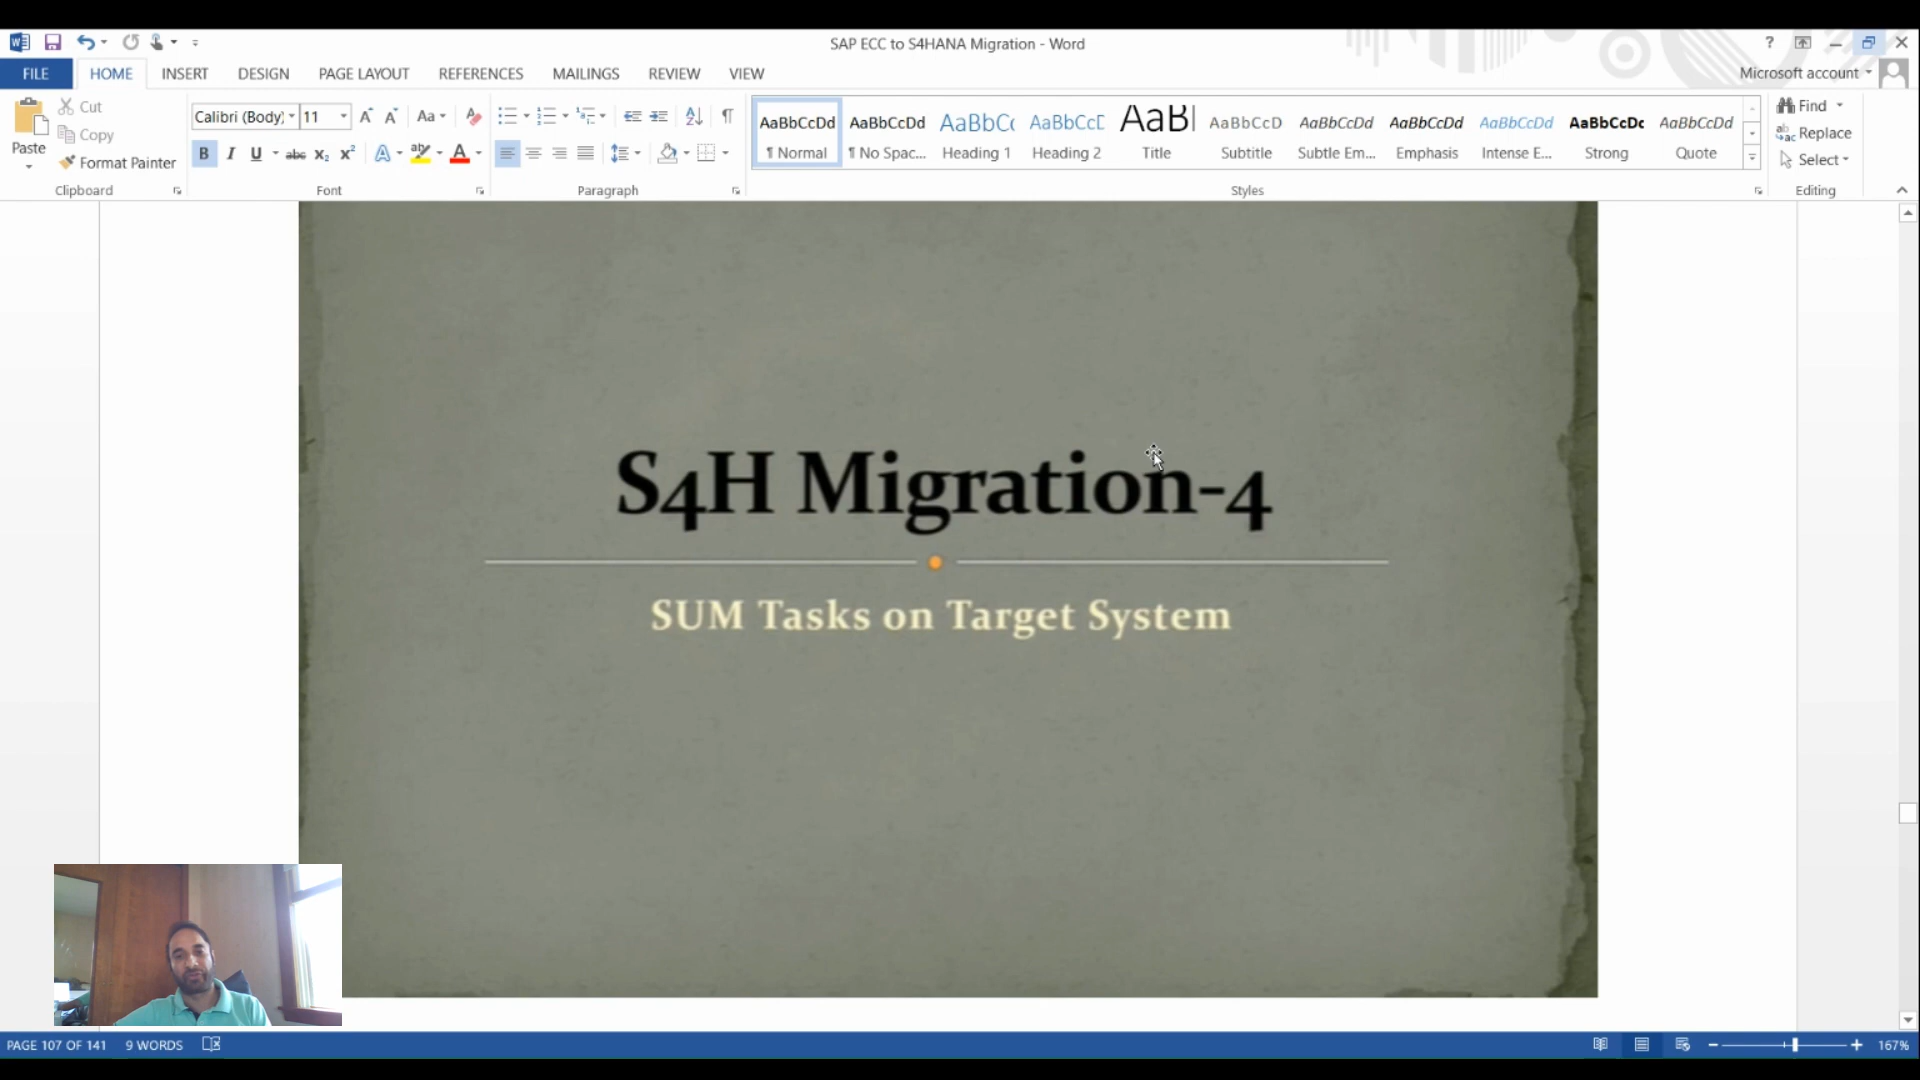 SAP ECC to S4HANA Migration - Word
?
FILE HOME INSERT DESIGN PAGE LAYOUT REFERENCES MAILINGS REVIEW VIEW Microsoft account
Paste
Cut
Copy
Format Painter
Clipboard
Calibri (Body) 11
Font
Paragraph
AaBbCcDd AaBbCcDd AaBbC AaBbCcD AaB AaBbCcD AaBbCcDd AaBbCcDd AaBbCcDd AaBbCcDc AaBbCcDd
¶ Normal ¶ No Spac... Heading 1 Heading 2 Title Subtitle Subtle Em... Emphasis Intense E... Strong Quote
Styles
Find
Replace
Select
Editing
S4H Migration-4
SUM Tasks on Target System
PAGE 107 OF 141 9 WORDS 167%